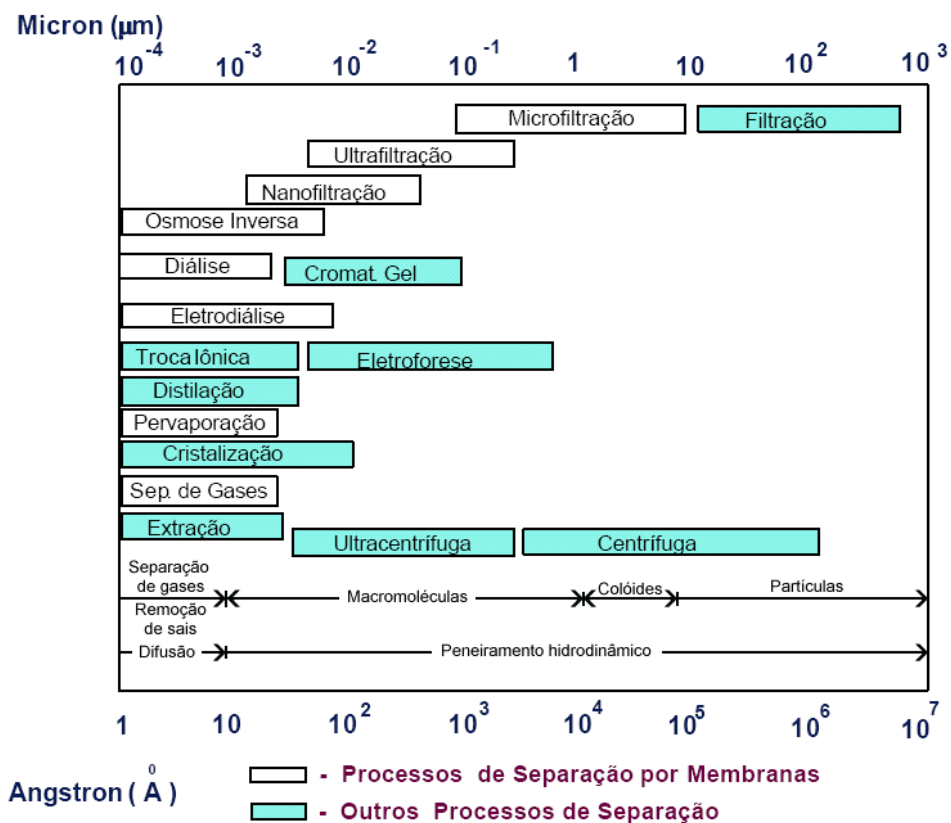 Micron (μm)
10⁻⁴ 10⁻³ 10⁻² 10⁻¹ 1 10 10² 10³
Microfiltração Filtração
Ultrafiltração
Nanofiltração
Osmose Inversa
Diálise Cromat. Gel
Eletrodiálise
Troca Iônica Eletroforese
Distilação
Pervaporação
Cristalização
Sep. de Gases
Extração Ultracentrífuga Centrífuga
Separação
de gases
Macromoléculas Colóides Partículas
Remoção
de sais
Difusão Peneiramento hidrodinâmico
1 10 10² 10³ 10⁴ 10⁵ 10⁶ 10⁷
Angstron ( Å )
- Processos de Separação por Membranas
- Outros Processos de Separação